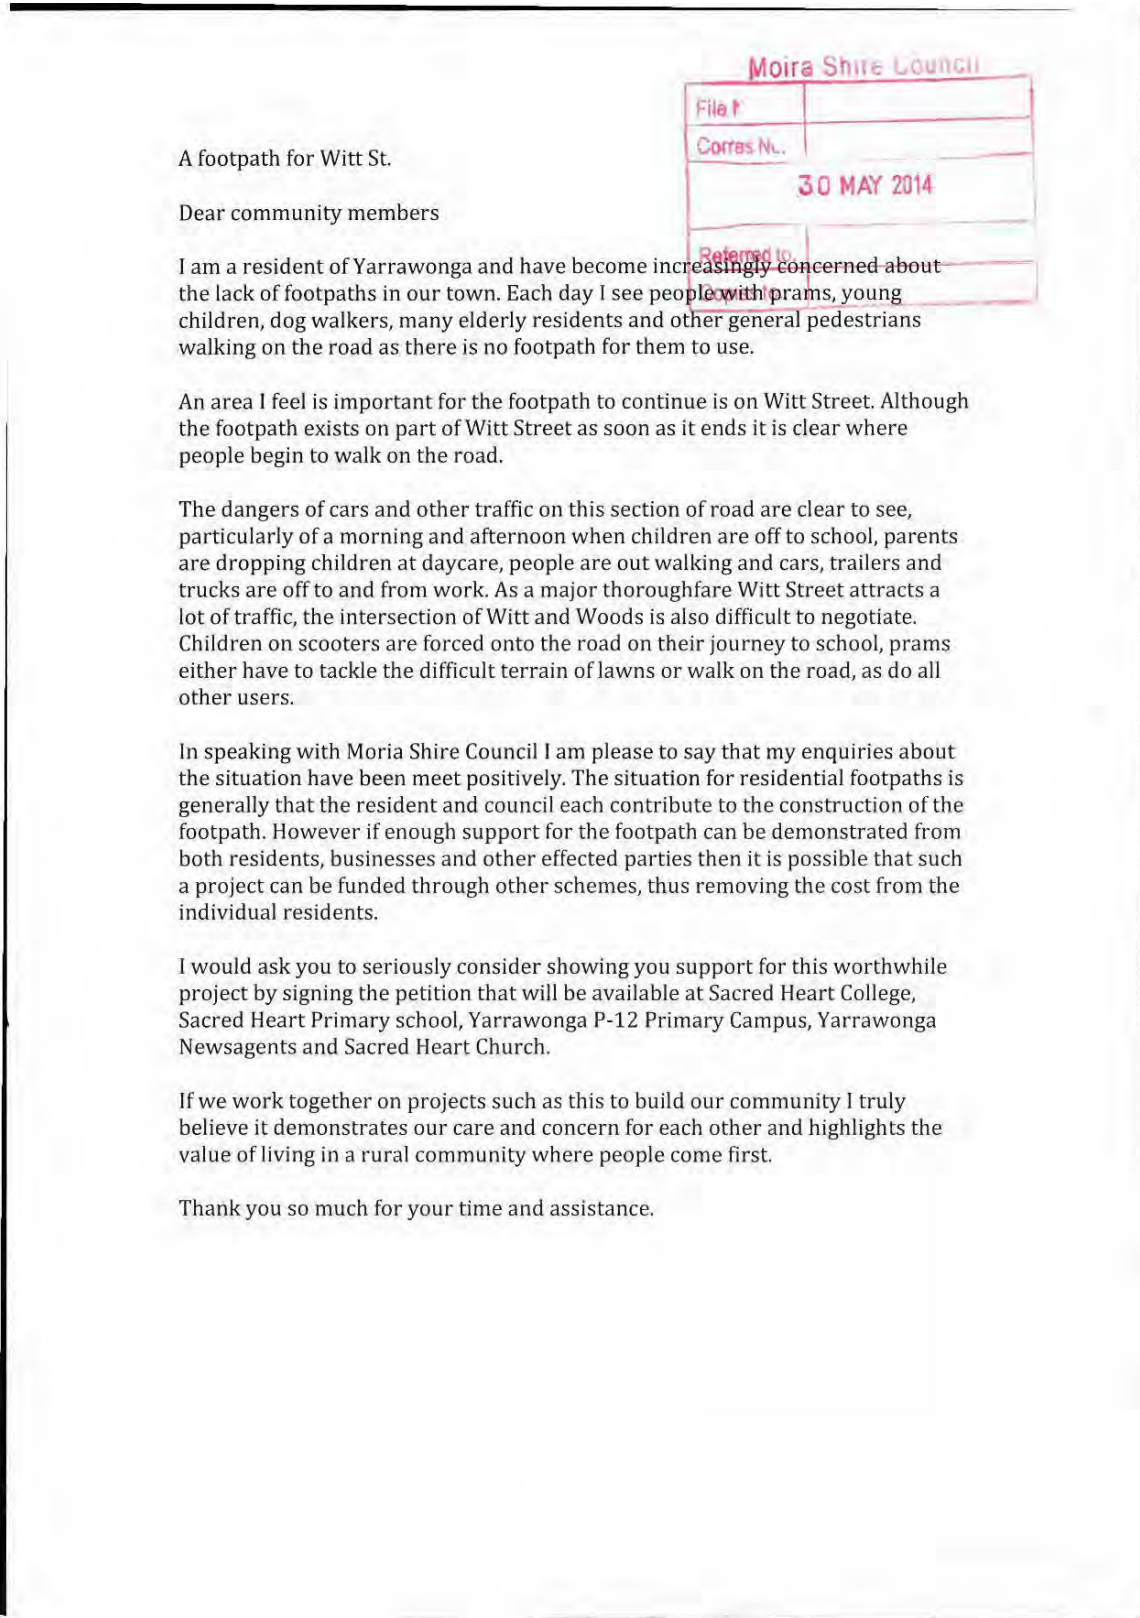 Moira Shire Council
File N
Corres No.
30 MAY 2014
Referred to
Copies to
A footpath for Witt St.
Dear community members
I am a resident of Yarrawonga and have become increasingly concerned about
the lack of footpaths in our town. Each day I see people with prams, young
children, dog walkers, many elderly residents and other general pedestrians
walking on the road as there is no footpath for them to use.
An area I feel is important for the footpath to continue is on Witt Street. Although
the footpath exists on part of Witt Street as soon as it ends it is clear where
people begin to walk on the road.
The dangers of cars and other traffic on this section of road are clear to see,
particularly of a morning and afternoon when children are off to school, parents
are dropping children at daycare, people are out walking and cars, trailers and
trucks are off to and from work. As a major thoroughfare Witt Street attracts a
lot of traffic, the intersection of Witt and Woods is also difficult to negotiate.
Children on scooters are forced onto the road on their journey to school, prams
either have to tackle the difficult terrain of lawns or walk on the road, as do all
other users.
In speaking with Moria Shire Council I am please to say that my enquiries about
the situation have been meet positively. The situation for residential footpaths is
generally that the resident and council each contribute to the construction of the
footpath. However if enough support for the footpath can be demonstrated from
both residents, businesses and other effected parties then it is possible that such
a project can be funded through other schemes, thus removing the cost from the
individual residents.
I would ask you to seriously consider showing you support for this worthwhile
project by signing the petition that will be available at Sacred Heart College,
Sacred Heart Primary school, Yarrawonga P-12 Primary Campus, Yarrawonga
Newsagents and Sacred Heart Church.
If we work together on projects such as this to build our community I truly
believe it demonstrates our care and concern for each other and highlights the
value of living in a rural community where people come first.
Thank you so much for your time and assistance.